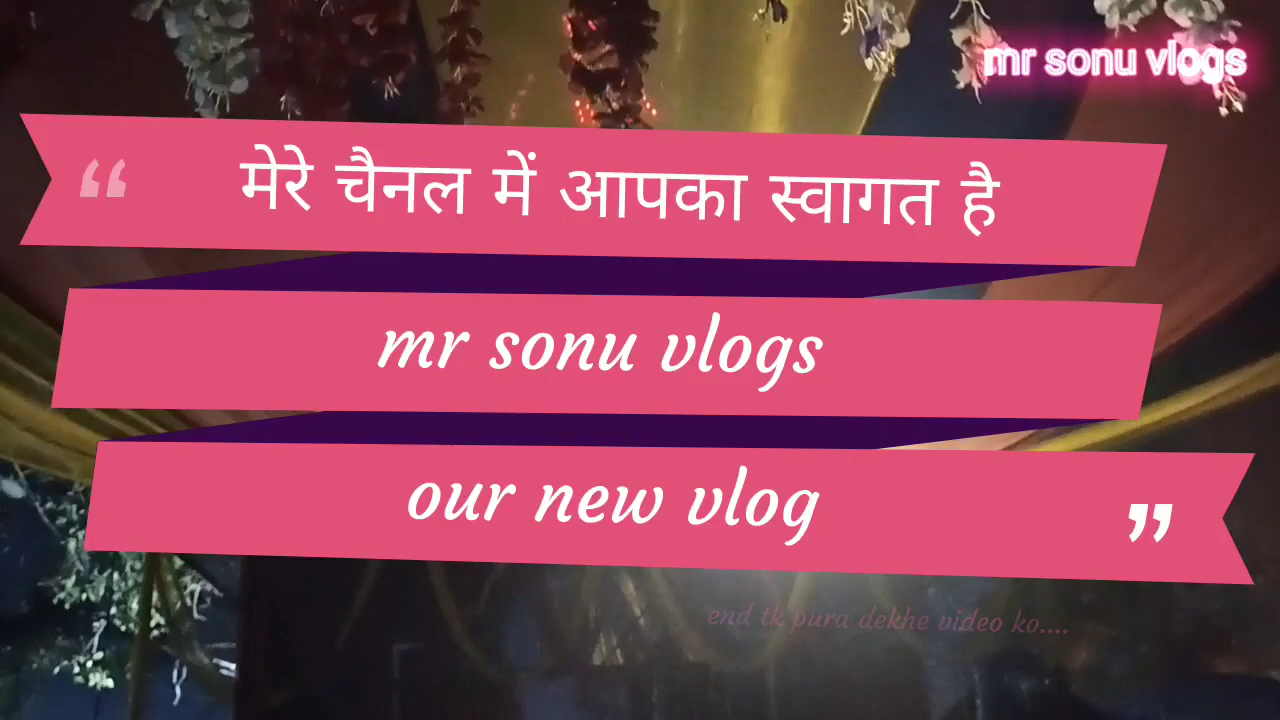 mr sonu vlogs
मेरे चैनल में आपका स्वागत है
mr sonu vlogs
our new vlog
end tk pura dekhe video ko....